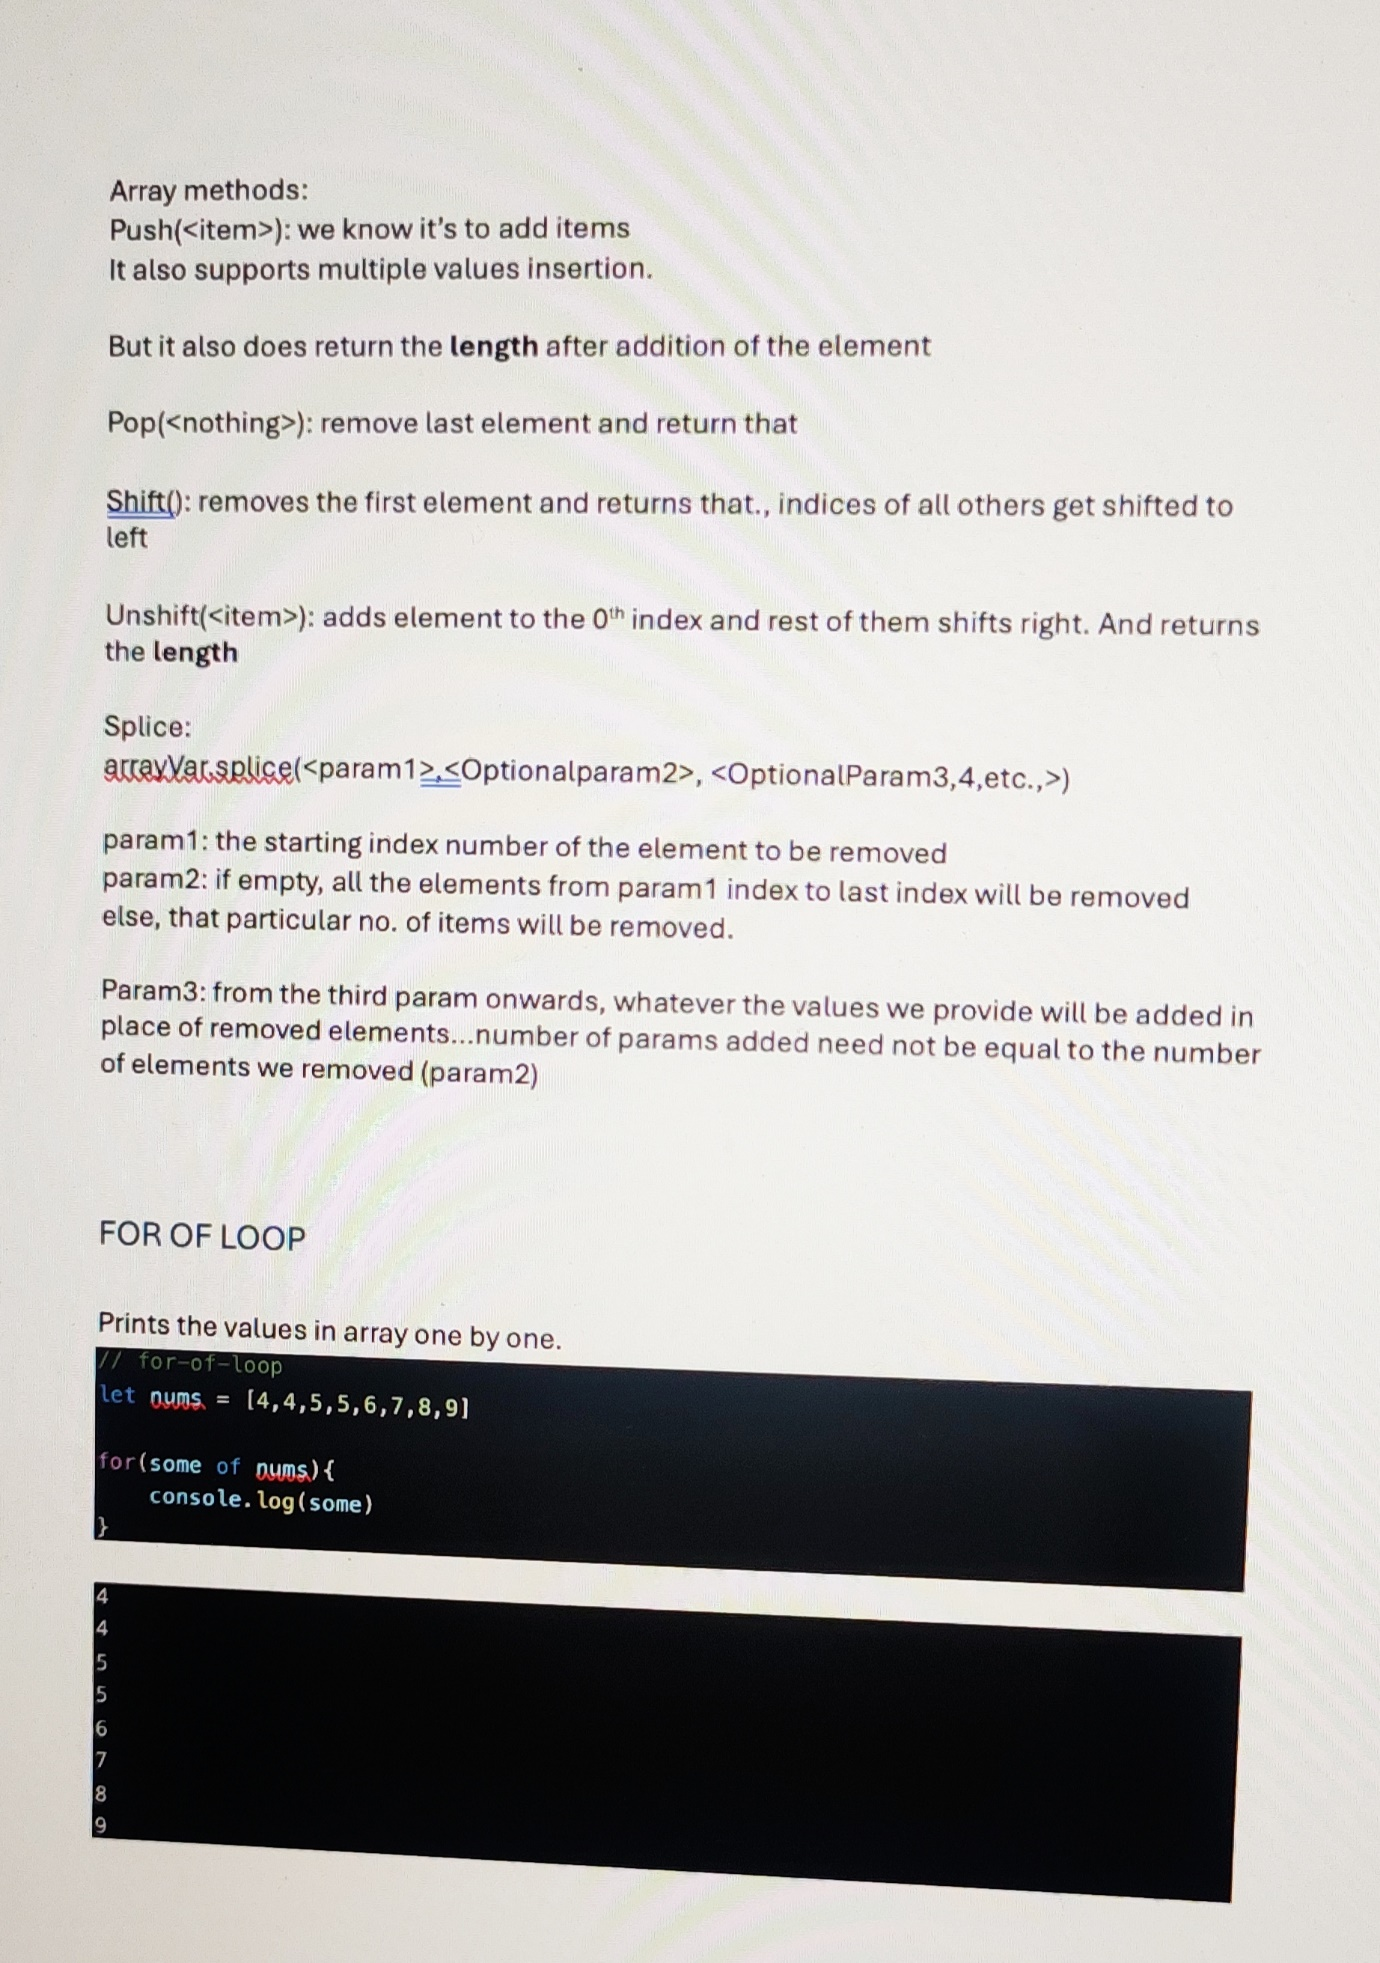 Array methods:
Push(<item>): we know it's to add items
It also supports multiple values insertion.
But it also does return the length after addition of the element
Pop(<nothing>): remove last element and return that
Shift(): removes the first element and returns that., indices of all others get shifted to
left
Unshift(<item>): adds element to the 0th index and rest of them shifts right. And returns
the length
Splice:
arrayVar.splice(<param1>,<Optionalparam2>, <OptionalParam3,4,etc.,>)
param1: the starting index number of the element to be removed
param2: if empty, all the elements from param1 index to last index will be removed
else, that particular no. of items will be removed.
Param3: from the third param onwards, whatever the values we provide will be added in
place of removed elements...number of params added need not be equal to the number
of elements we removed (param2)
FOR OF LOOP
Prints the values in array one by one.
// for-of-loop
let nums = [4,4,5,5,6,7,8,9]
for(some of nums){
    console.log(some)
}
4
4
5
5
6
7
8
9